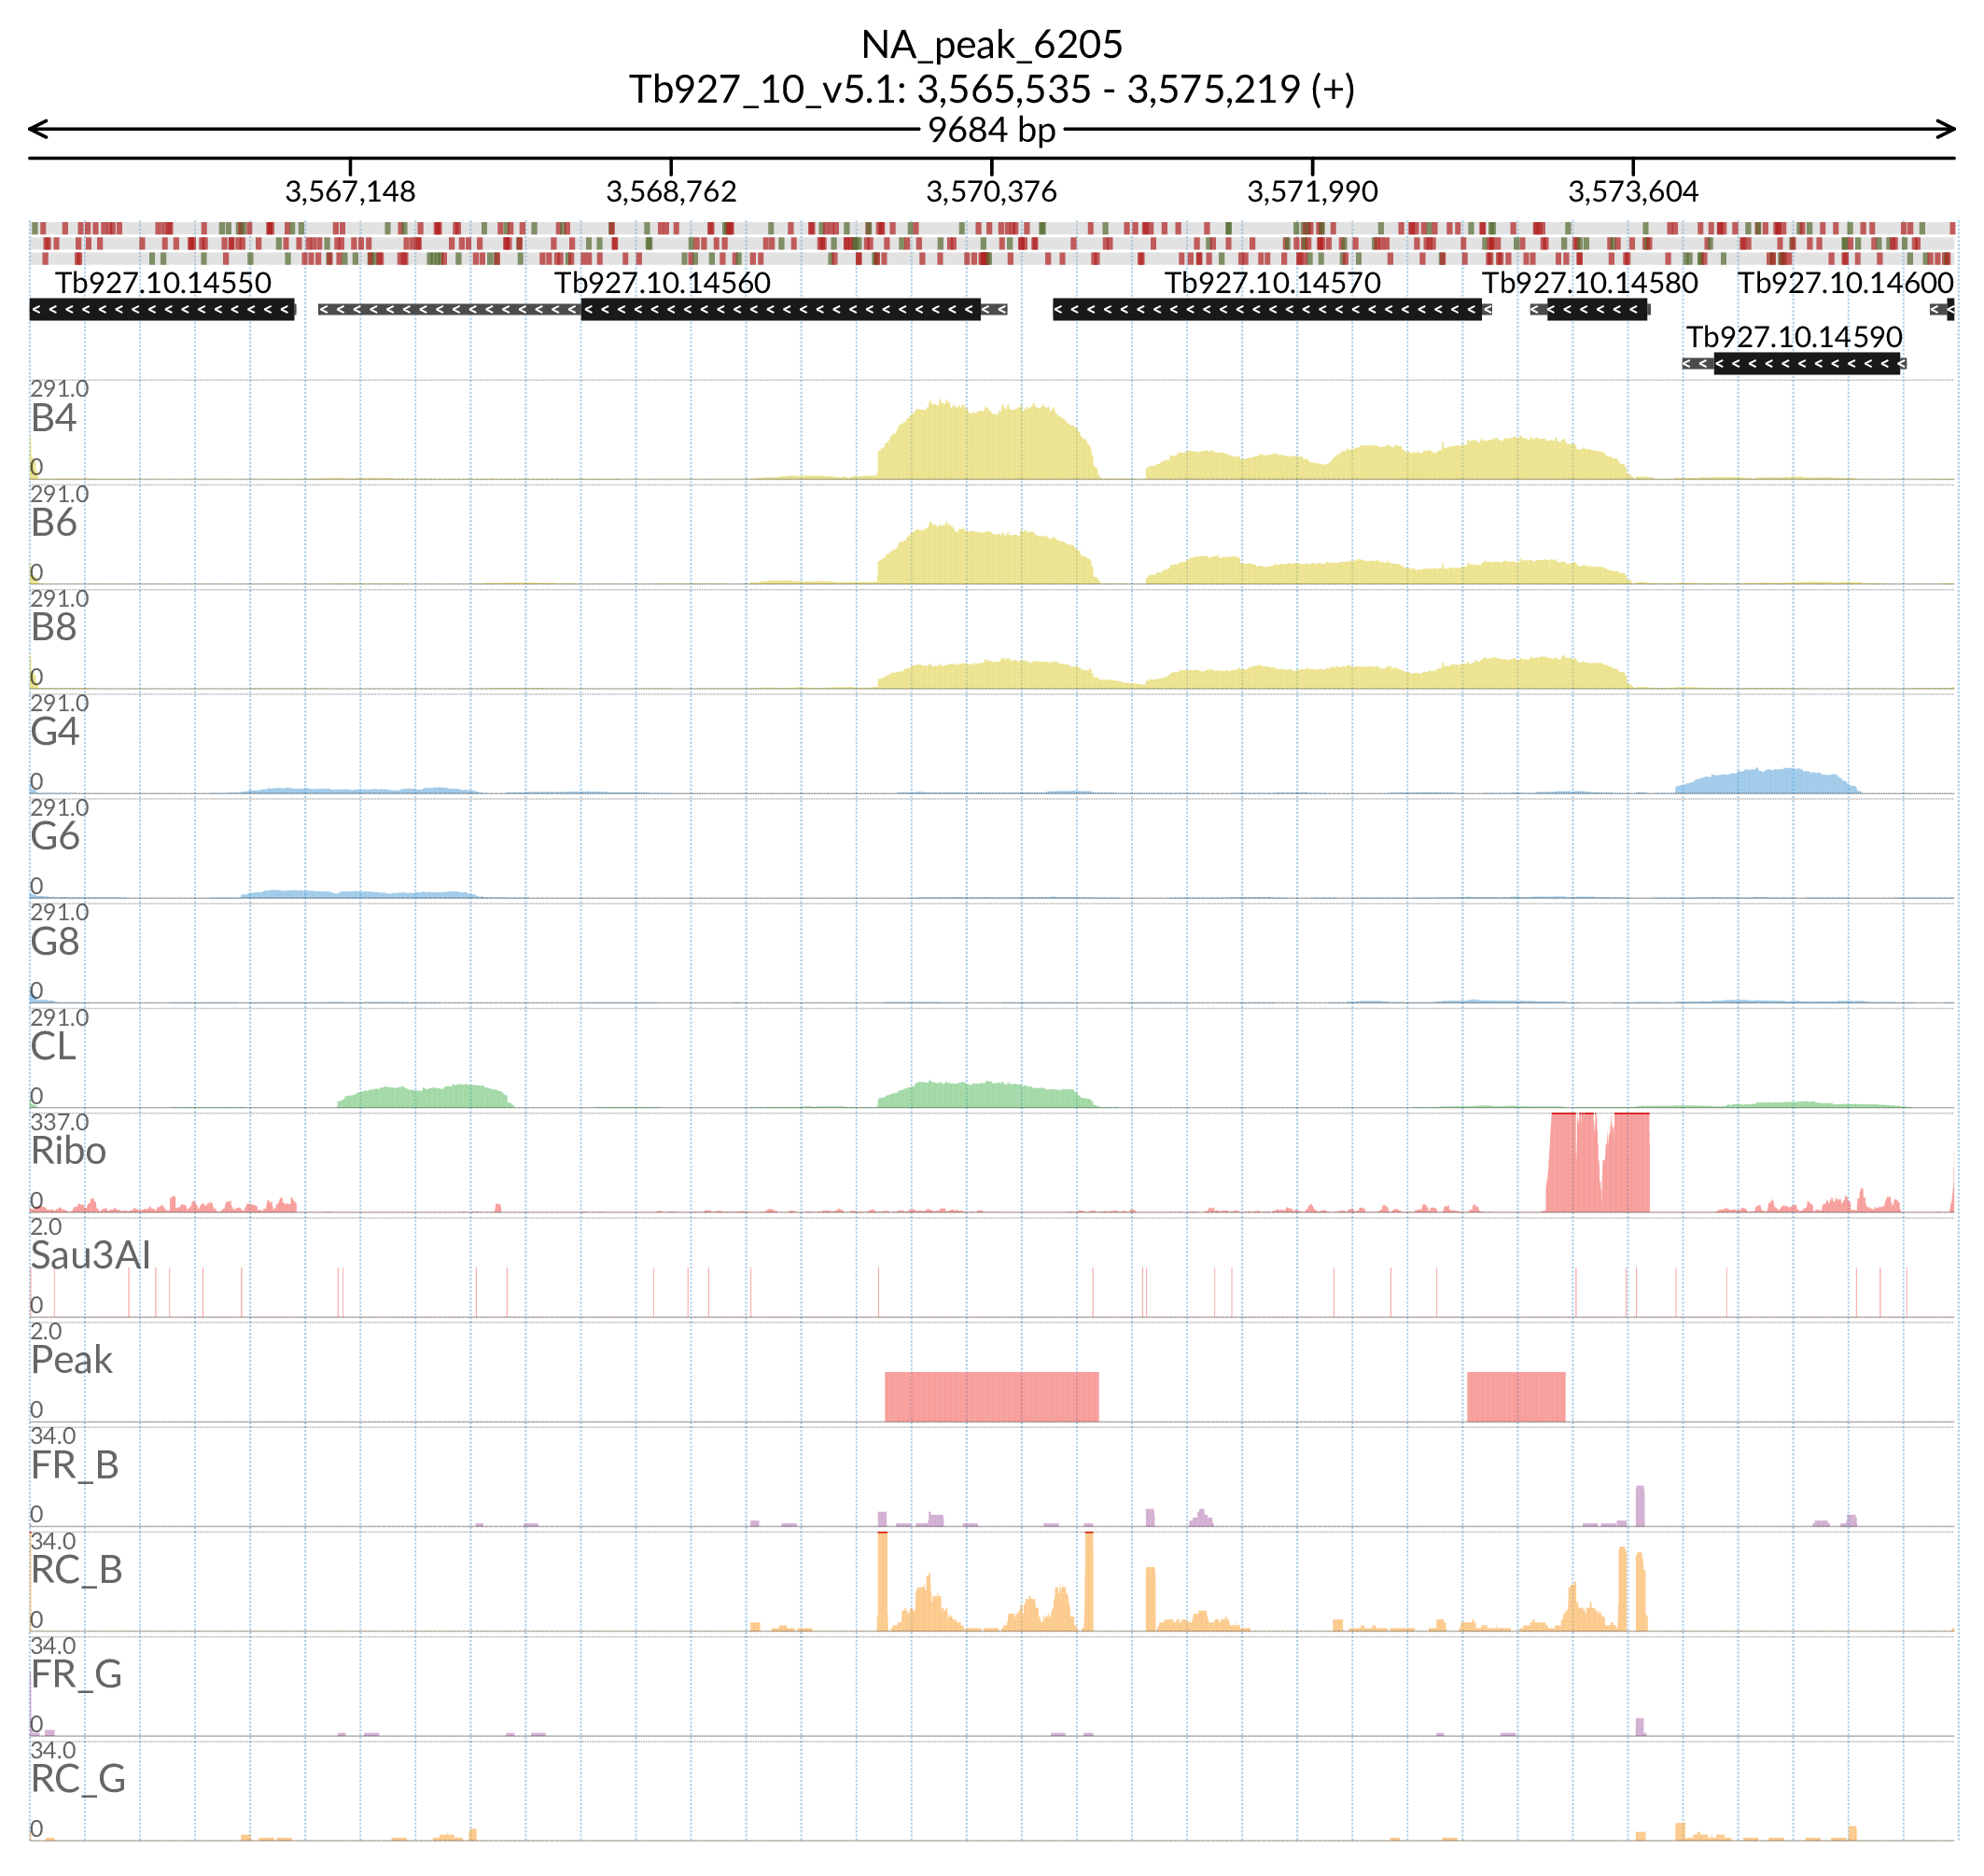 NA_peak_6205
Tb927_10_v5.1: 3,565,535 - 3,575,219 (+)
9684 bp
3,567,148 3,568,762 3,570,376 3,571,990 3,573,604
Tb927.10.14550 Tb927.10.14560 Tb927.10.14570 Tb927.10.14580 Tb927.10.14600
Tb927.10.14590
291.0
B4
0
291.0
B6
0
291.0
B8
0
291.0
G4
0
291.0
G6
0
291.0
G8
0
291.0
CL
0
337.0
Ribo
0
2.0
Sau3AI
0
2.0
Peak
0
34.0
FR_B
0
34.0
RC_B
0
34.0
FR_G
0
34.0
RC_G
0